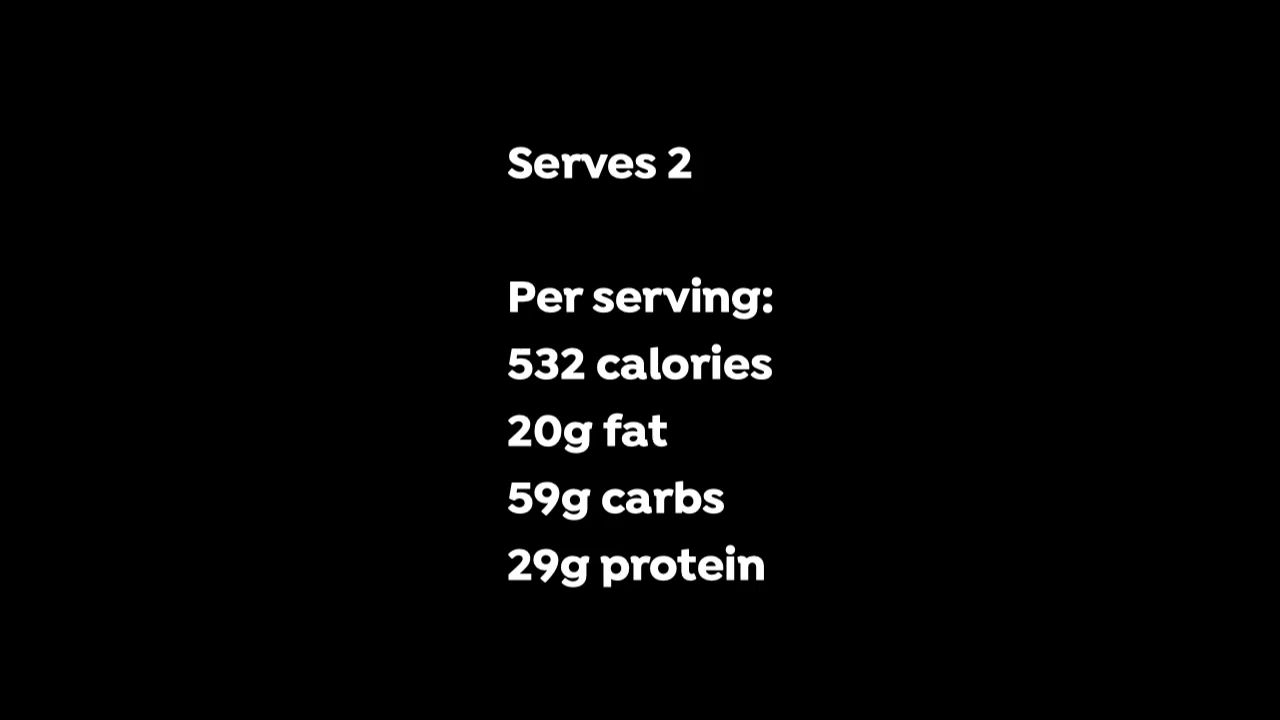 Serves 2
Per serving:
532 calories
20g fat
59g carbs
29g protein